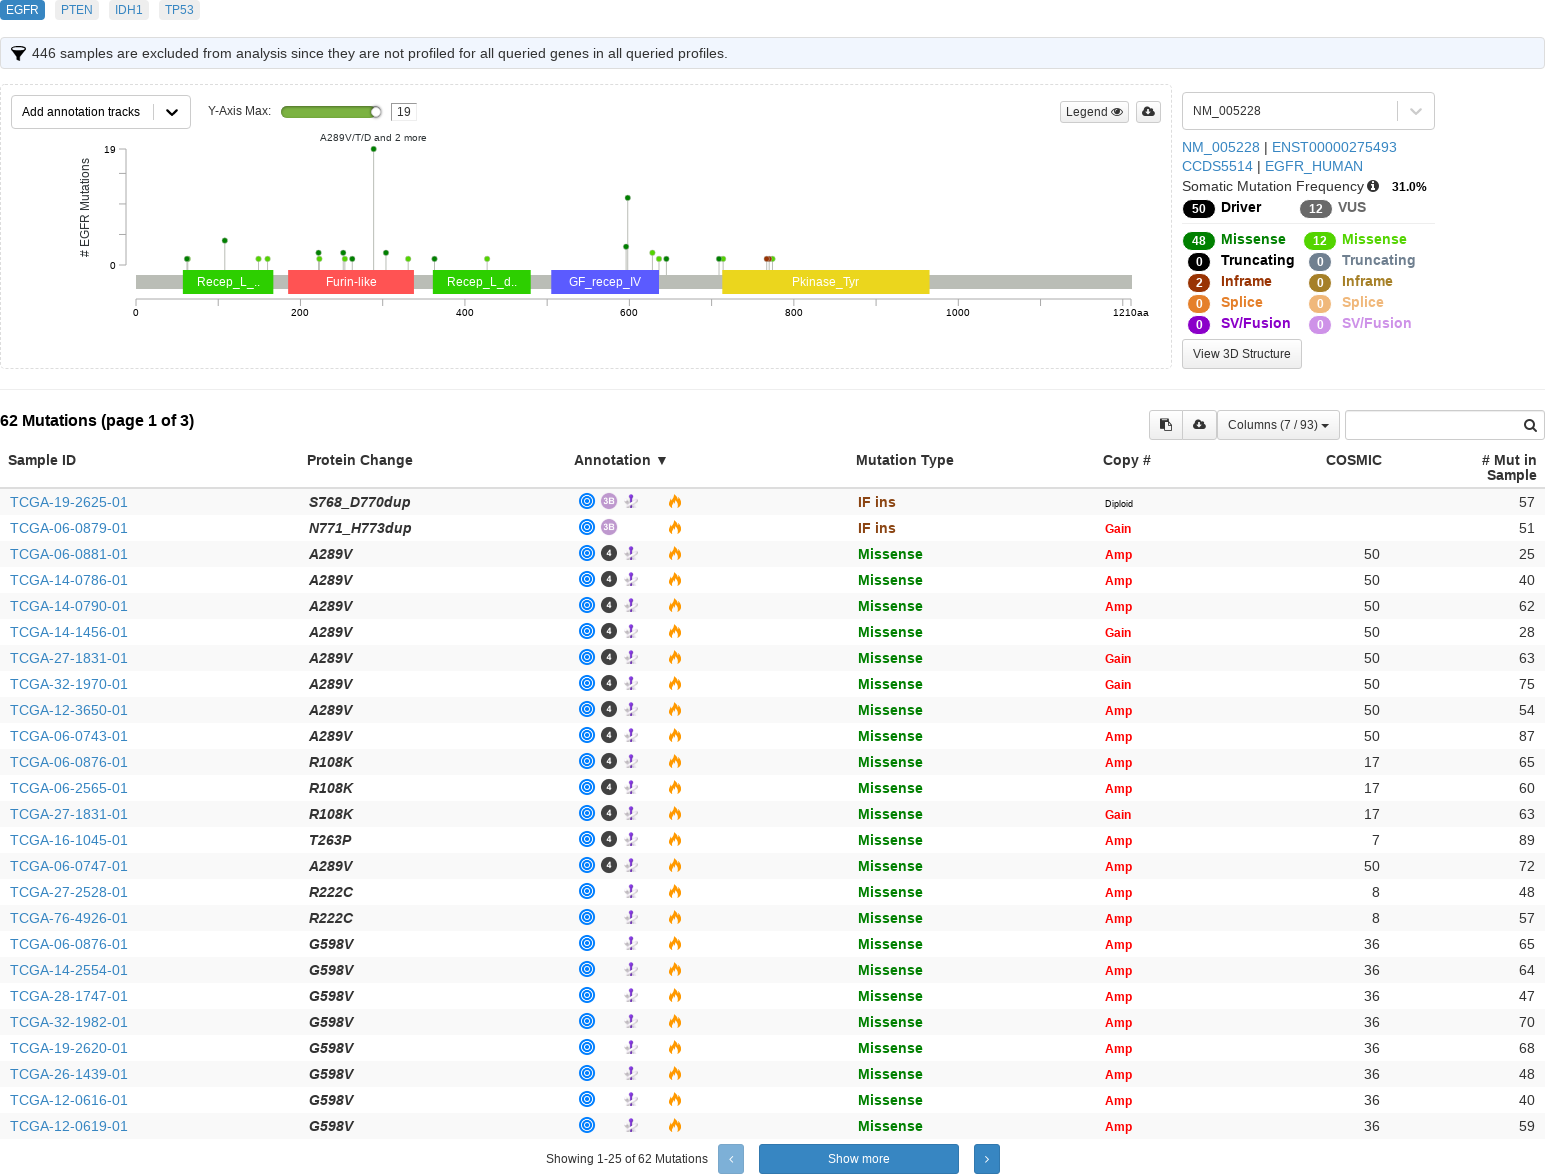 EGFR PTEN IDH1 TP53
446 samples are excluded from analysis since they are not profiled for all queried genes in all queried profiles.
Add annotation tracks Y-Axis Max: 19 Legend
A289V/T/D and 2 more
19
# EGFR Mutations
0
Recep_L_.. Furin-like Recep_L_d.. GF_recep_IV Pkinase_Tyr
0 200 400 600 800 1000 1210aa
NM_005228
NM_005228 | ENST00000275493
CCDS5514 | EGFR_HUMAN
Somatic Mutation Frequency 31.0%
50 Driver 12 VUS
48 Missense 12 Missense
0 Truncating 0 Truncating
2 Inframe 0 Inframe
0 Splice 0 Splice
0 SV/Fusion 0 SV/Fusion
View 3D Structure
62 Mutations (page 1 of 3) Columns (7 / 93)
Sample ID Protein Change Annotation ▼ Mutation Type Copy # COSMIC # Mut in
Sample
TCGA-19-2625-01 S768_D770dup 3B IF ins Diploid 57
TCGA-06-0879-01 N771_H773dup 3B IF ins Gain 51
TCGA-06-0881-01 A289V 4 Missense Amp 50 25
TCGA-14-0786-01 A289V 4 Missense Amp 50 40
TCGA-14-0790-01 A289V 4 Missense Amp 50 62
TCGA-14-1456-01 A289V 4 Missense Gain 50 28
TCGA-27-1831-01 A289V 4 Missense Gain 50 63
TCGA-32-1970-01 A289V 4 Missense Gain 50 75
TCGA-12-3650-01 A289V 4 Missense Amp 50 54
TCGA-06-0743-01 A289V 4 Missense Amp 50 87
TCGA-06-0876-01 R108K 4 Missense Amp 17 65
TCGA-06-2565-01 R108K 4 Missense Amp 17 60
TCGA-27-1831-01 R108K 4 Missense Gain 17 63
TCGA-16-1045-01 T263P 4 Missense Amp 7 89
TCGA-06-0747-01 A289V 4 Missense Amp 50 72
TCGA-27-2528-01 R222C Missense Amp 8 48
TCGA-76-4926-01 R222C Missense Amp 8 57
TCGA-06-0876-01 G598V Missense Amp 36 65
TCGA-14-2554-01 G598V Missense Amp 36 64
TCGA-28-1747-01 G598V Missense Amp 36 47
TCGA-32-1982-01 G598V Missense Amp 36 70
TCGA-19-2620-01 G598V Missense Amp 36 68
TCGA-26-1439-01 G598V Missense Amp 36 48
TCGA-12-0616-01 G598V Missense Amp 36 40
TCGA-12-0619-01 G598V Missense Amp 36 59
Showing 1-25 of 62 Mutations ‹ Show more ›